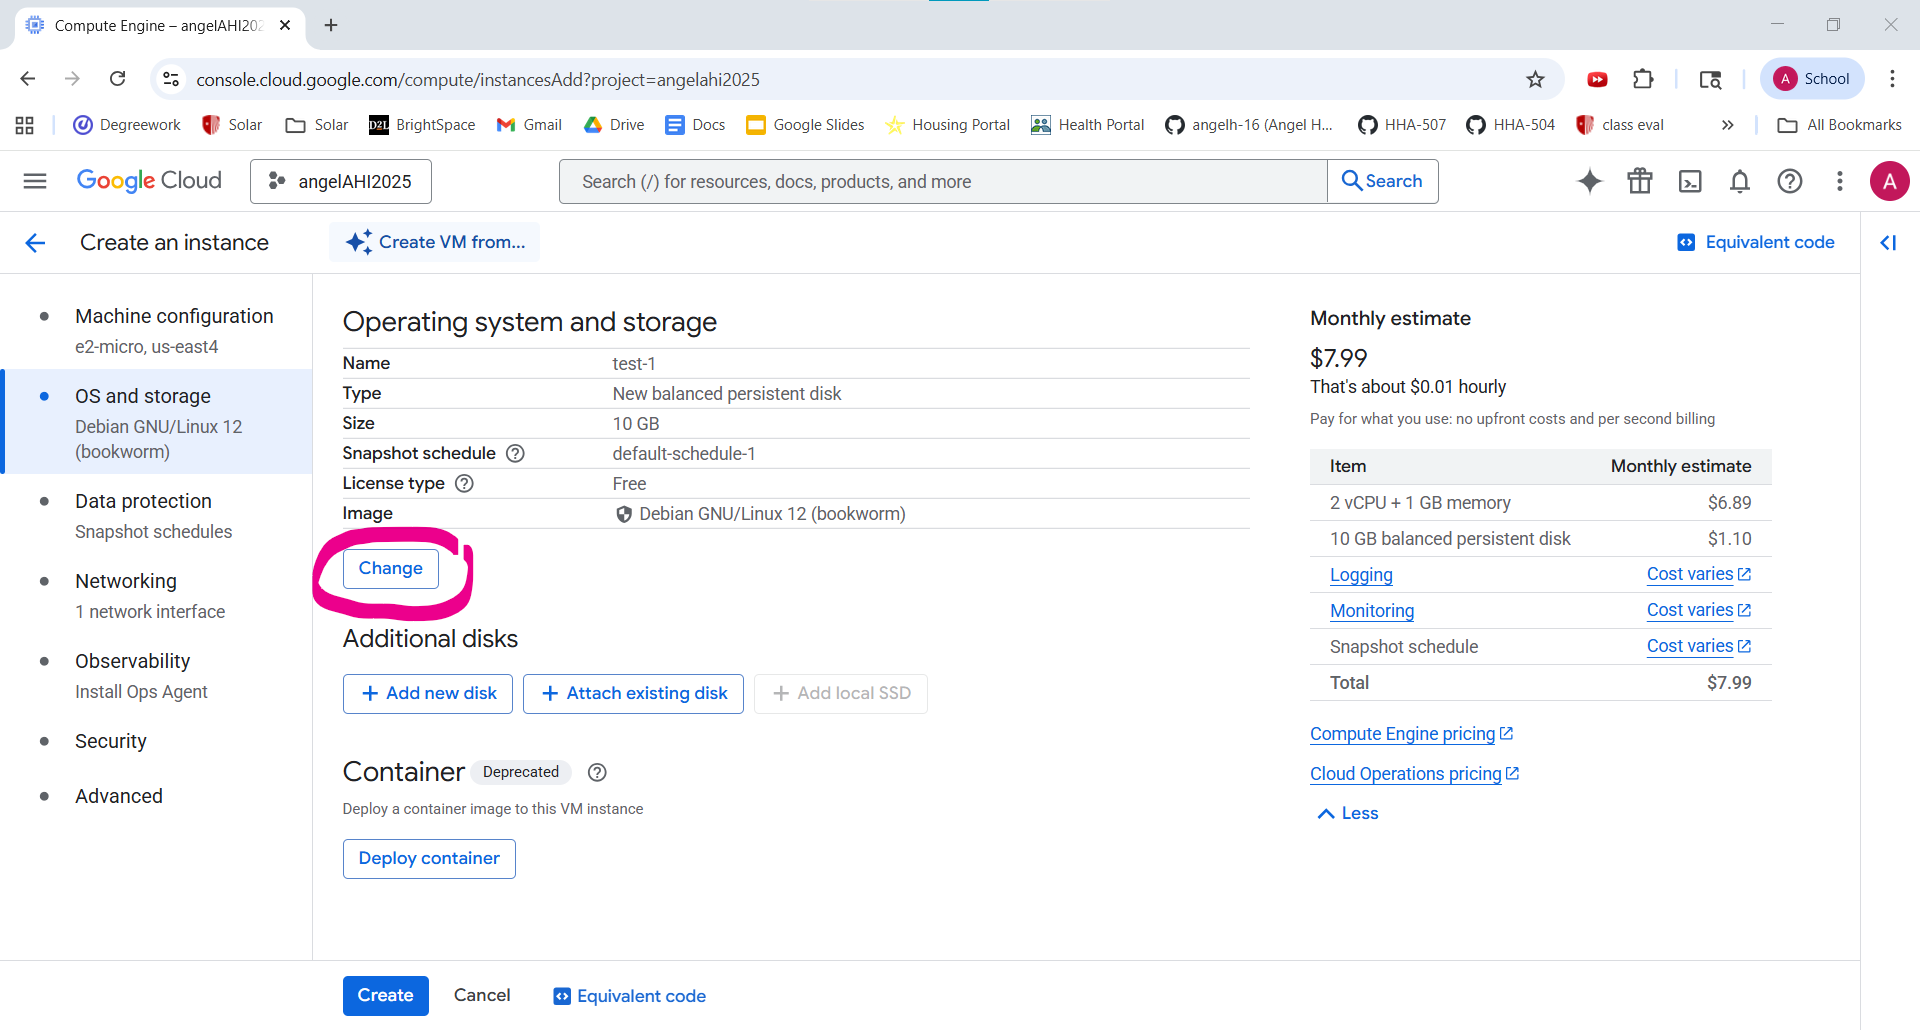 Compute Engine – angelAHI202
console.cloud.google.com/compute/instancesAdd?project=angelahi2025
A School
Degreework
Solar
Solar
D2L BrightSpace
Gmail
Drive
Docs
Google Slides
Housing Portal
Health Portal
angelh-16 (Angel H...
HHA-507
HHA-504
class eval
All Bookmarks
Google Cloud
angelAHI2025
Search (/) for resources, docs, products, and more
Search
A
Create an instance
Create VM from...
Equivalent code
Machine configuration
e2-micro, us-east4
OS and storage
Debian GNU/Linux 12
(bookworm)
Data protection
Snapshot schedules
Networking
1 network interface
Observability
Install Ops Agent
Security
Advanced
Operating system and storage
Name test-1
Type New balanced persistent disk
Size 10 GB
Snapshot schedule default-schedule-1
License type Free
Image Debian GNU/Linux 12 (bookworm)
Change
Additional disks
+ Add new disk
+ Attach existing disk
+ Add local SSD
Container Deprecated
Deploy a container image to this VM instance
Deploy container
Monthly estimate
$7.99
That's about $0.01 hourly
Pay for what you use: no upfront costs and per second billing
Item Monthly estimate
2 vCPU + 1 GB memory $6.89
10 GB balanced persistent disk $1.10
Logging Cost varies
Monitoring Cost varies
Snapshot schedule Cost varies
Total $7.99
Compute Engine pricing
Cloud Operations pricing
Less
Create
Cancel
Equivalent code